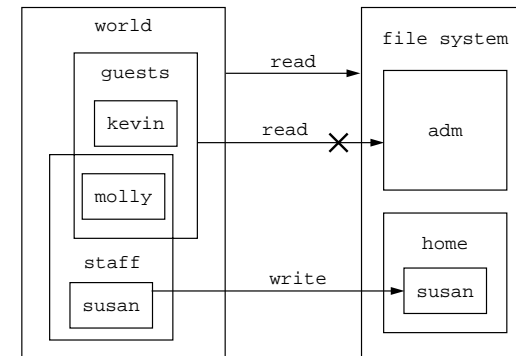 world
file system
guests
read
kevin
read
adm
molly
home
staff
write
susan
susan